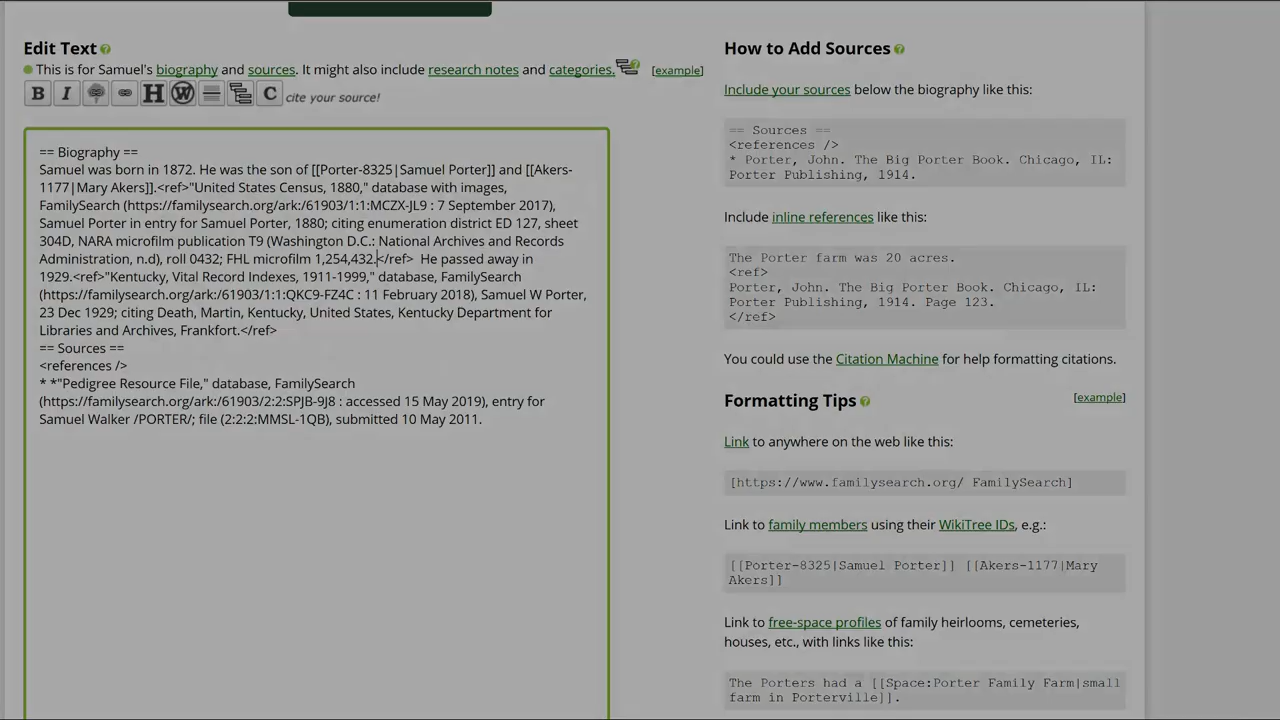 Edit Text
This is for Samuel's biography and sources. It might also include research notes and categories. [example]
B I H W C cite your source!
== Biography ==
Samuel was born in 1872. He was the son of [[Porter-8325|Samuel Porter]] and [[Akers-
1177|Mary Akers]].<ref>"United States Census, 1880," database with images,
FamilySearch (https://familysearch.org/ark:/61903/1:1:MCZX-JL9 : 7 September 2017),
Samuel Porter in entry for Samuel Porter, 1880; citing enumeration district ED 127, sheet
304D, NARA microfilm publication T9 (Washington D.C.: National Archives and Records
Administration, n.d), roll 0432; FHL microfilm 1,254,432.</ref>  He passed away in
1929.<ref>"Kentucky, Vital Record Indexes, 1911-1999," database, FamilySearch
(https://familysearch.org/ark:/61903/1:1:QKC9-FZ4C : 11 February 2018), Samuel W Porter,
23 Dec 1929; citing Death, Martin, Kentucky, United States, Kentucky Department for
Libraries and Archives, Frankfort.</ref>
== Sources ==
<references />
* *"Pedigree Resource File," database, FamilySearch
(https://familysearch.org/ark:/61903/2:2:SPJB-9J8 : accessed 15 May 2019), entry for
Samuel Walker /PORTER/; file (2:2:2:MMSL-1QB), submitted 10 May 2011.
How to Add Sources
Include your sources below the biography like this:
== Sources ==
<references />
* Porter, John. The Big Porter Book. Chicago, IL:
Porter Publishing, 1914.
Include inline references like this:
The Porter farm was 20 acres.
<ref>
Porter, John. The Big Porter Book. Chicago, IL:
Porter Publishing, 1914. Page 123.
</ref>
You could use the Citation Machine for help formatting citations.
Formatting Tips [example]
Link to anywhere on the web like this:
[https://www.familysearch.org/ FamilySearch]
Link to family members using their WikiTree IDs, e.g.:
[[Porter-8325|Samuel Porter]] [[Akers-1177|Mary
Akers]]
Link to free-space profiles of family heirlooms, cemeteries,
houses, etc., with links like this:
The Porters had a [[Space:Porter Family Farm|small
farm in Porterville]].